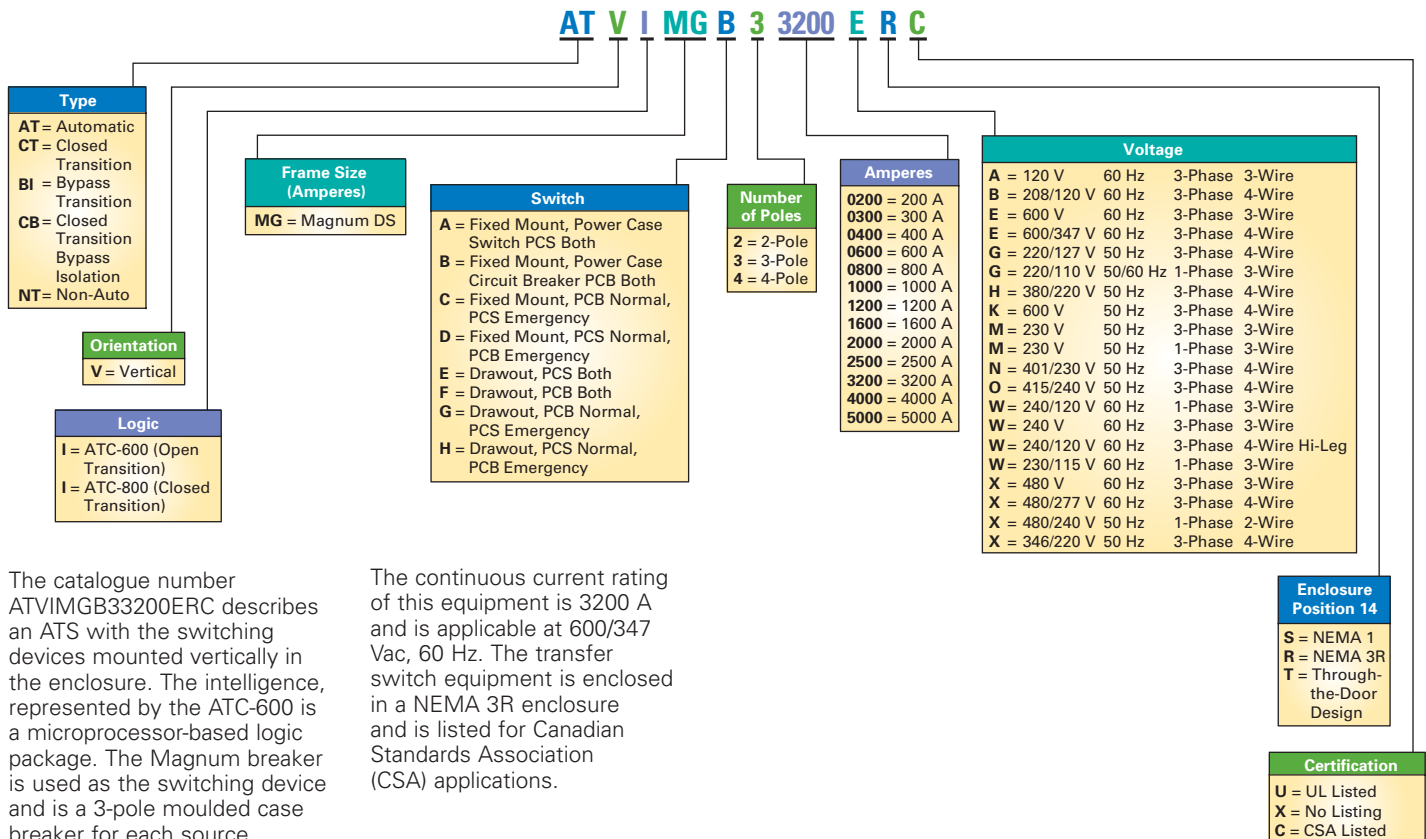 AT V I MG B 3 3200 E R C
Type
AT = Automatic
CT = Closed
Transition
BI = Bypass
Transition
CB = Closed
Transition
Bypass
Isolation
NT = Non-Auto
Orientation
V = Vertical
Logic
I = ATC-600 (Open
Transition)
I = ATC-800 (Closed
Transition)
Frame Size
(Amperes)
MG = Magnum DS
Switch
A = Fixed Mount, Power Case
Switch PCS Both
B = Fixed Mount, Power Case
Circuit Breaker PCB Both
C = Fixed Mount, PCB Normal,
PCS Emergency
D = Fixed Mount, PCS Normal,
PCB Emergency
E = Drawout, PCS Both
F = Drawout, PCB Both
G = Drawout, PCB Normal,
PCS Emergency
H = Drawout, PCS Normal,
PCB Emergency
Number
of Poles
2 = 2-Pole
3 = 3-Pole
4 = 4-Pole
Amperes
0200 = 200 A
0300 = 300 A
0400 = 400 A
0600 = 600 A
0800 = 800 A
1000 = 1000 A
1200 = 1200 A
1600 = 1600 A
2000 = 2000 A
2500 = 2500 A
3200 = 3200 A
4000 = 4000 A
5000 = 5000 A
Voltage
A = 120 V 60 Hz 3-Phase 3-Wire
B = 208/120 V 60 Hz 3-Phase 4-Wire
E = 600 V 60 Hz 3-Phase 3-Wire
E = 600/347 V 60 Hz 3-Phase 4-Wire
G = 220/127 V 50 Hz 3-Phase 4-Wire
G = 220/110 V 50/60 Hz 1-Phase 3-Wire
H = 380/220 V 50 Hz 3-Phase 4-Wire
K = 600 V 50 Hz 3-Phase 4-Wire
M = 230 V 50 Hz 3-Phase 3-Wire
M = 230 V 50 Hz 1-Phase 3-Wire
N = 401/230 V 50 Hz 3-Phase 4-Wire
O = 415/240 V 50 Hz 3-Phase 4-Wire
W = 240/120 V 60 Hz 1-Phase 3-Wire
W = 240 V 60 Hz 3-Phase 3-Wire
W = 240/120 V 60 Hz 3-Phase 4-Wire Hi-Leg
W = 230/115 V 60 Hz 1-Phase 3-Wire
X = 480 V 60 Hz 3-Phase 3-Wire
X = 480/277 V 60 Hz 3-Phase 4-Wire
X = 480/240 V 50 Hz 1-Phase 2-Wire
X = 346/220 V 50 Hz 3-Phase 4-Wire
Enclosure
Position 14
S = NEMA 1
R = NEMA 3R
T = Through-
the-Door
Design
Certification
U = UL Listed
X = No Listing
C = CSA Listed
The catalogue number
ATVIMGB33200ERC describes
an ATS with the switching
devices mounted vertically in
the enclosure. The intelligence,
represented by the ATC-600 is
a microprocessor-based logic
package. The Magnum breaker
is used as the switching device
and is a 3-pole moulded case
breaker for each source.
The continuous current rating
of this equipment is 3200 A
and is applicable at 600/347
Vac, 60 Hz. The transfer
switch equipment is enclosed
in a NEMA 3R enclosure
and is listed for Canadian
Standards Association
(CSA) applications.